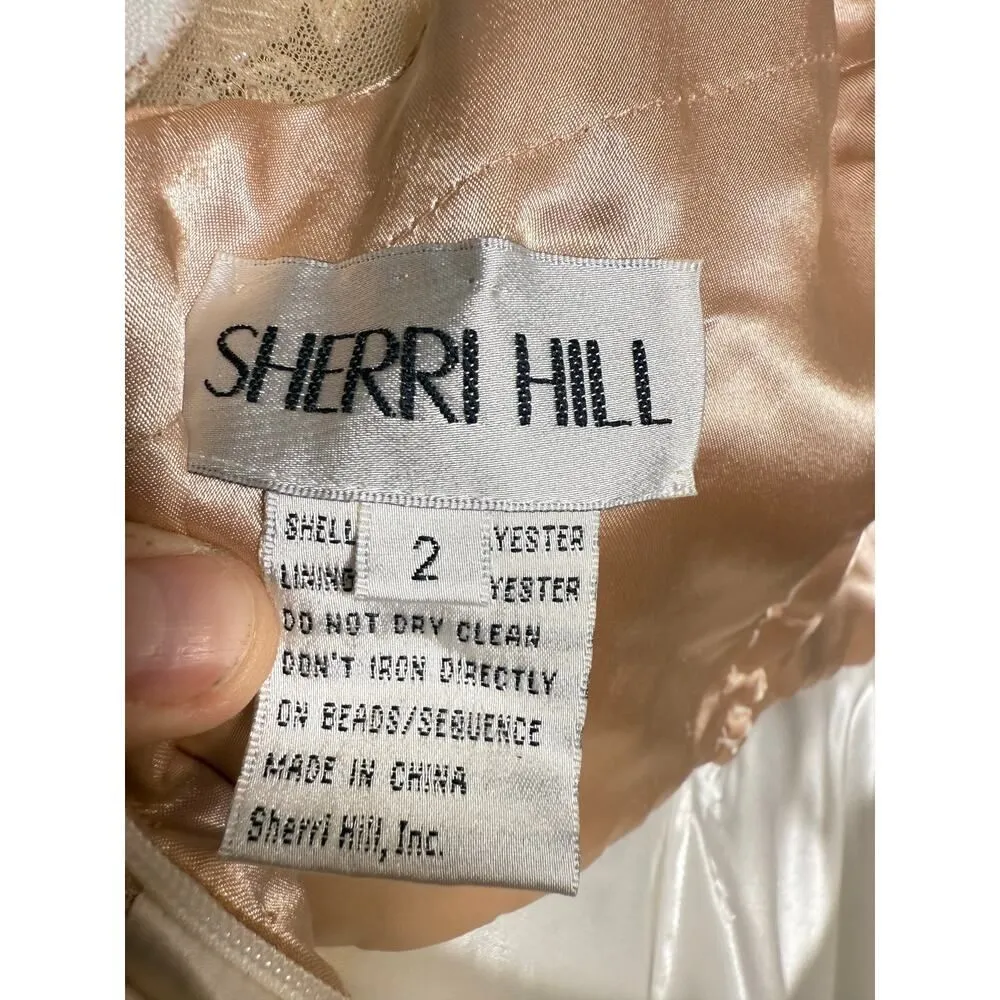 SHERRI HILL
SHELL YESTER
2
LINING YESTER
DO NOT DRY CLEAN
DON'T IRON DIRECTLY
ON BEADS/SEQUENCE
MADE IN CHINA
Sherri Hill, Inc.